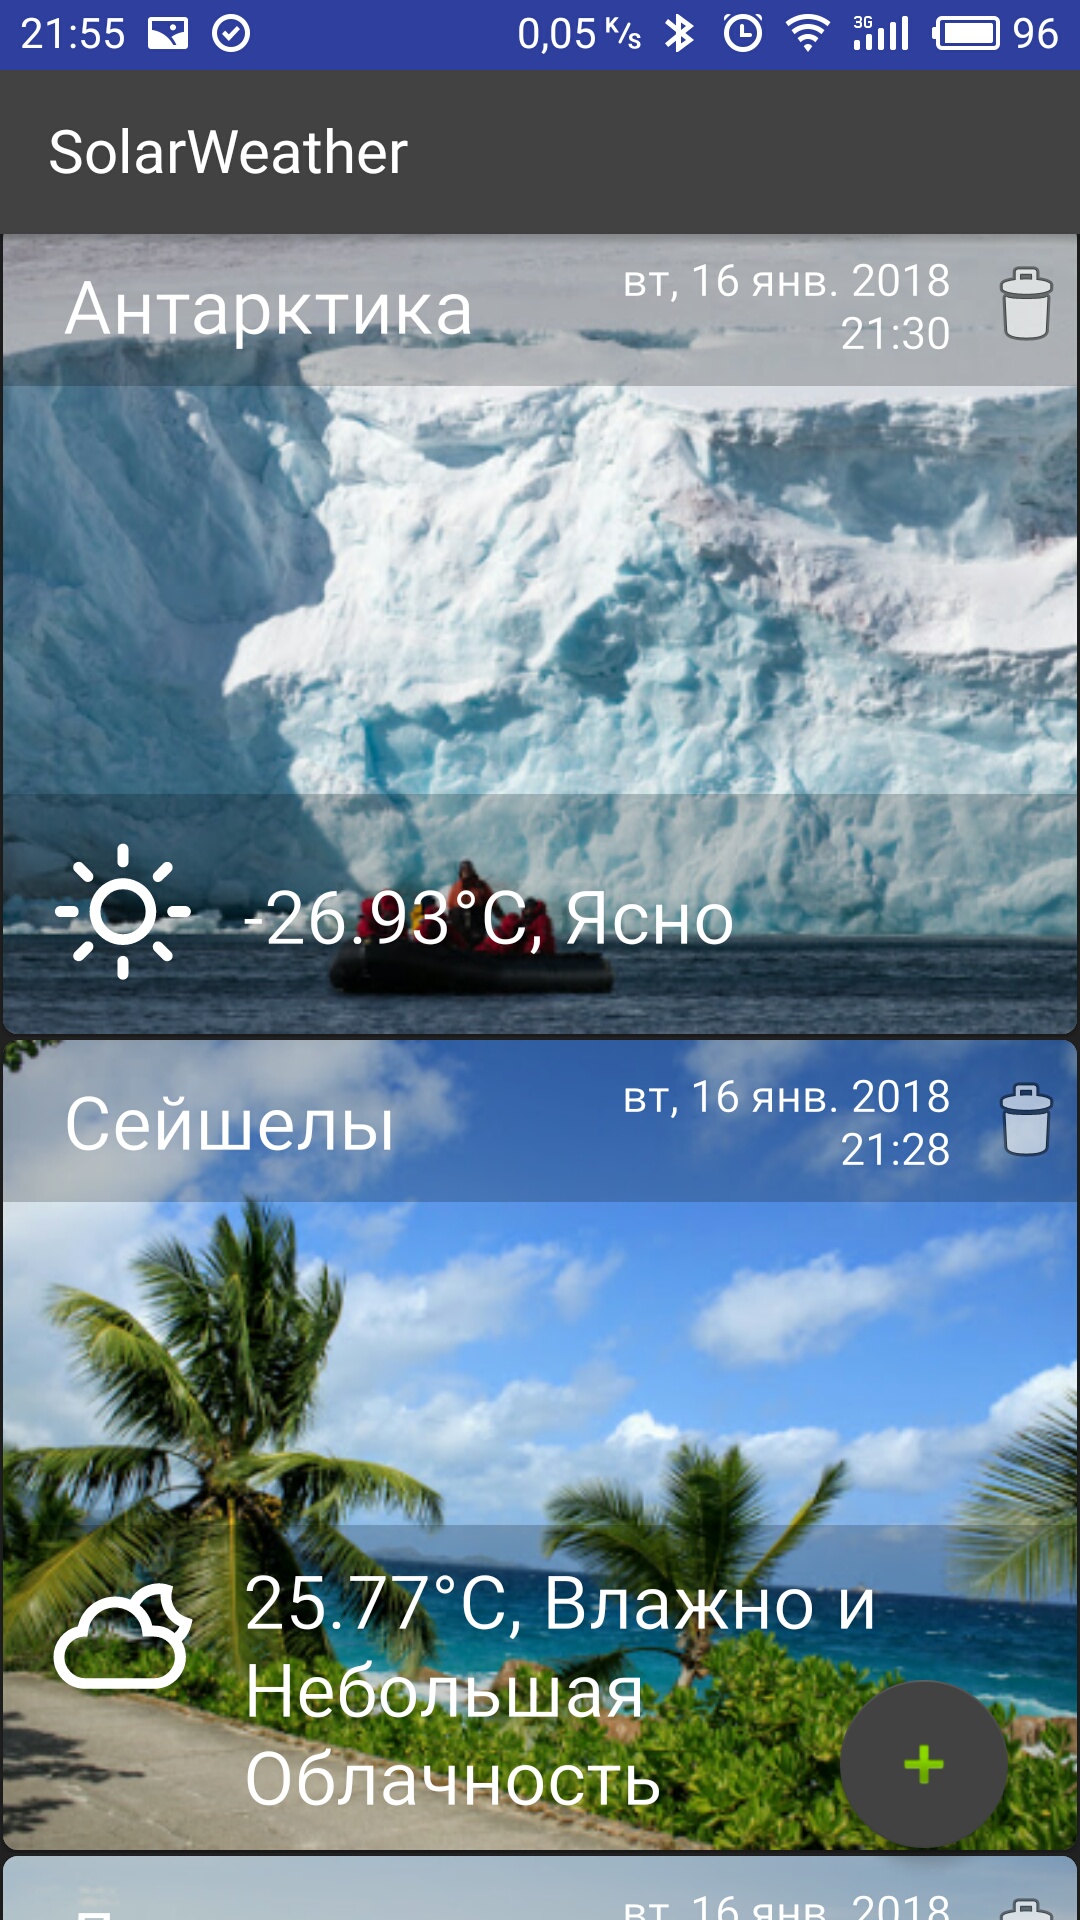 21:55 0,05 K/s 3G 96
SolarWeather
Антарктика
вт, 16 янв. 2018
21:30
-26.93°C, Ясно
Сейшелы
вт, 16 янв. 2018
21:28
25.77°C, Влажно и
Небольшая
Облачность
+
вт, 16 янв. 2018